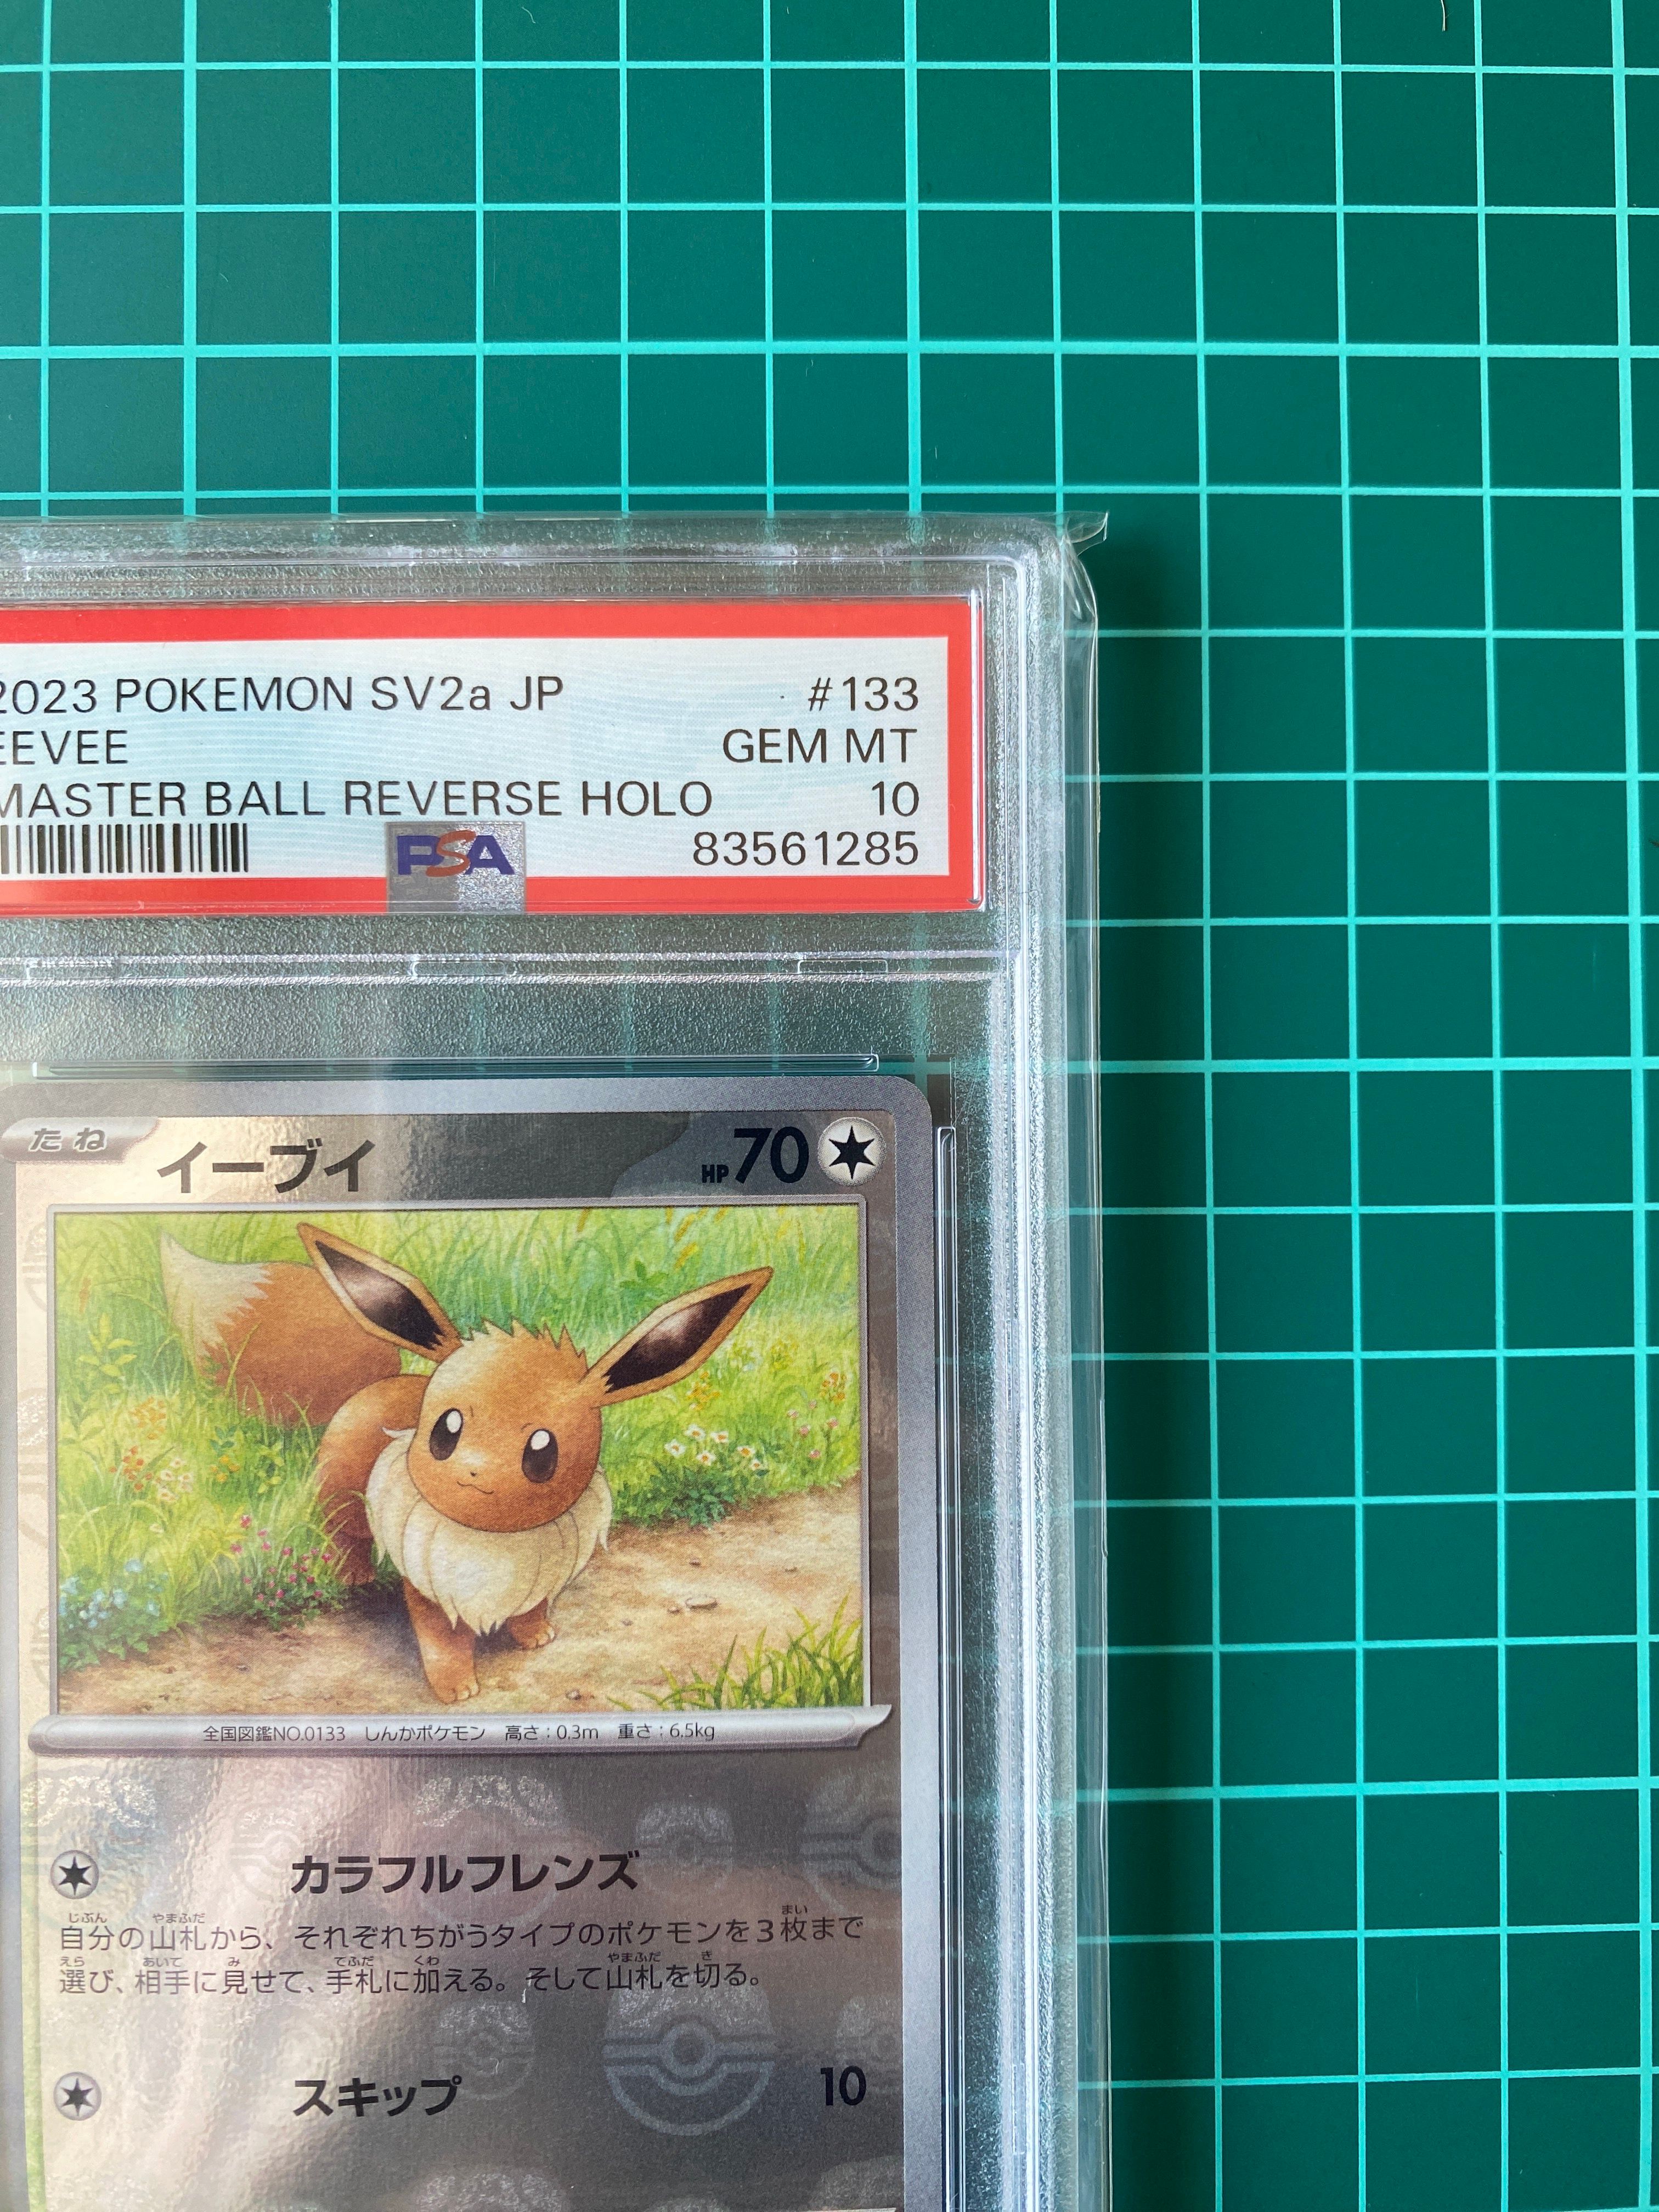 2023 POKEMON SV2a JP #133
EEVEE GEM MT
MASTER BALL REVERSE HOLO 10
PSA 83561285
たね イーブイ HP70
全国図鑑NO.0133 しんかポケモン 高さ：0.3m 重さ：6.5kg
カラフルフレンズ
自分の山札から、それぞれちがうタイプのポケモンを3枚まで
選び、相手に見せて、手札に加える。そして山札を切る。
スキップ 10